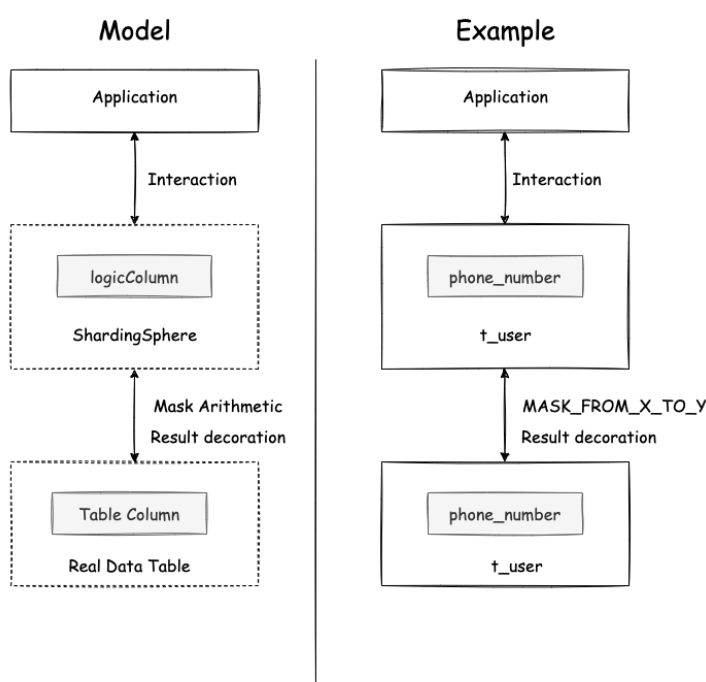 Model
Application
Interaction
logicColumn
ShardingSphere
Mask Arithmetic
Result decoration
Table Column
Real Data Table
Example
Application
Interaction
phone_number
t_user
MASK_FROM_X_TO_Y
Result decoration
phone_number
t_user